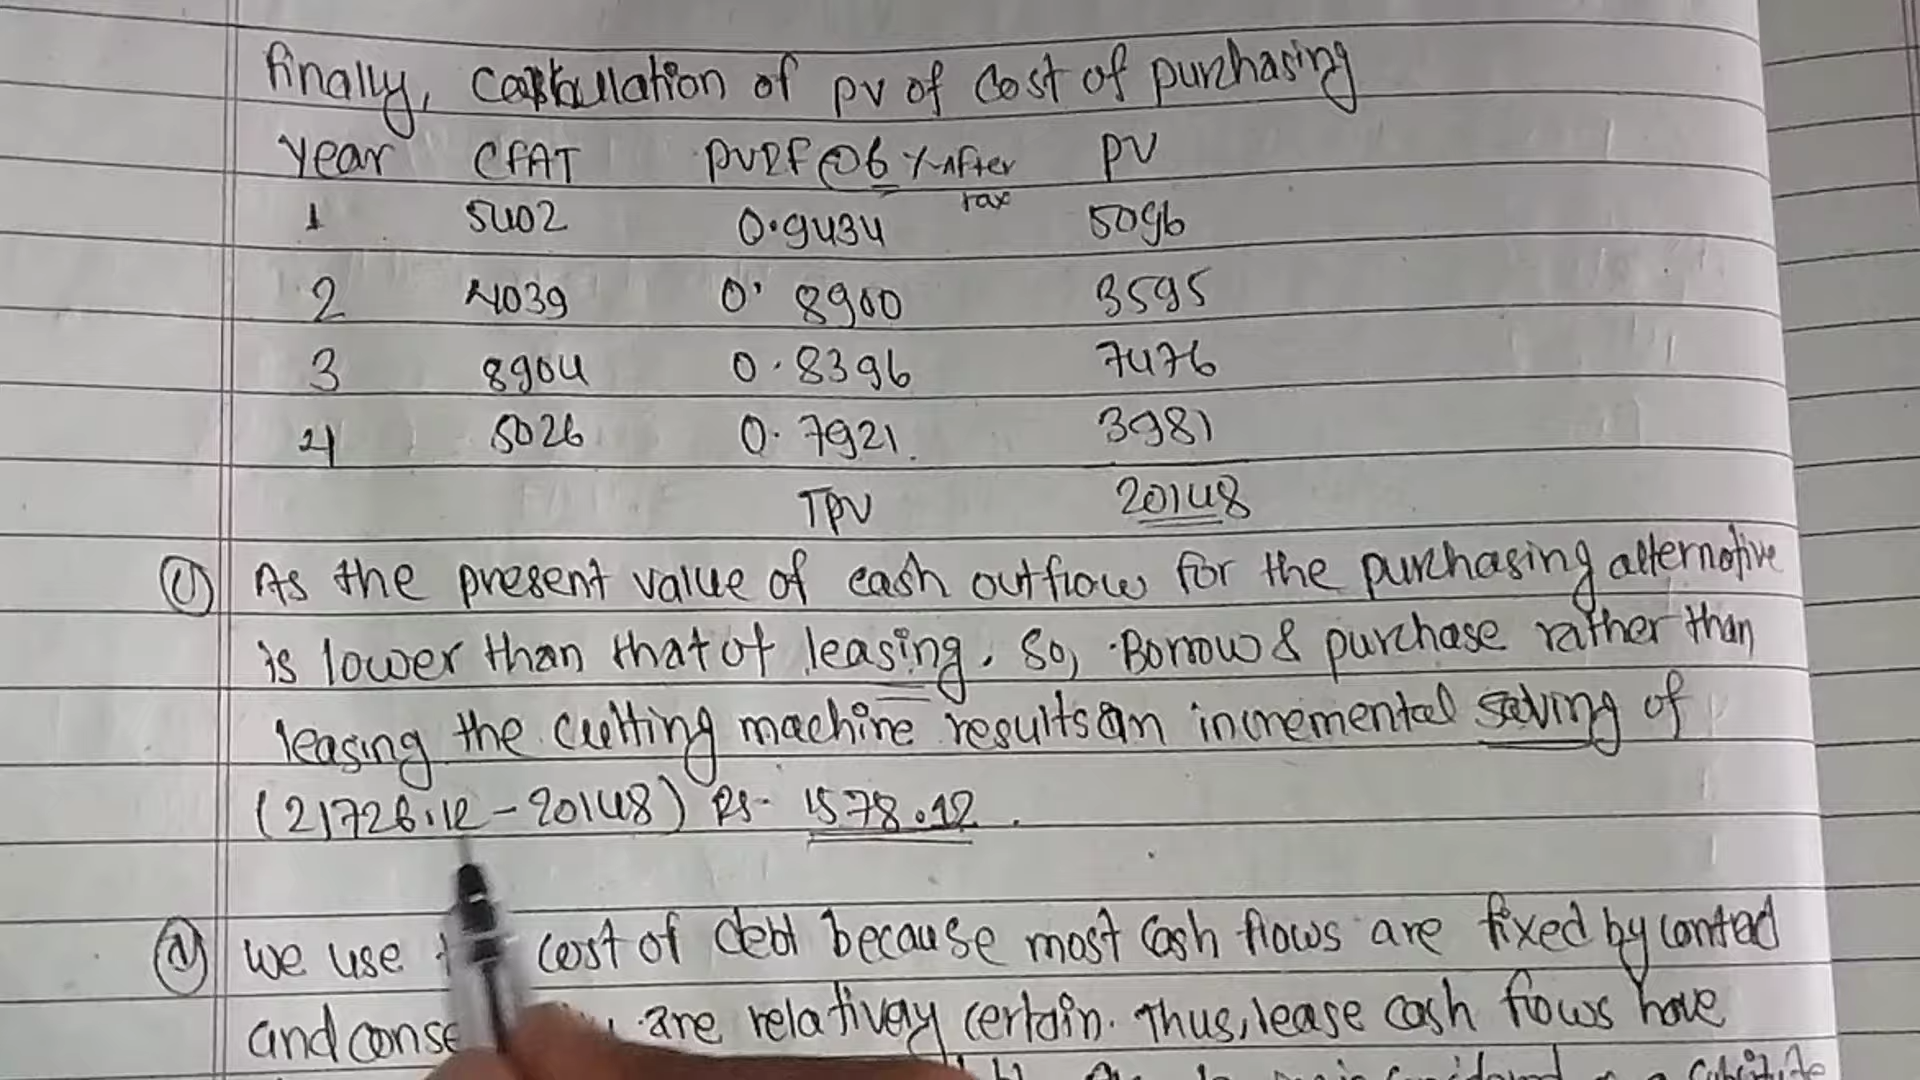 finally, Calculation of pv of cost of purchasing
Year CFAT PVIF@6%-After tax PV
1 5402 0.9434 5096
2 4039 0.8900 3595
3 8904 0.8396 7476
4 5026 0.7921. 3981
TPV 20148
(c) As the present value of cash outflow for the purchasing alternative
is lower than that of leasing. So, Borrow & purchase rather than
leasing the cutting machine results an incremental saving of
(21726.12-20148) Rs. 1578.12.
(d) we use cost of debt because most cash flows are fixed by
and are relativey certain. Thus, lease cash flows have